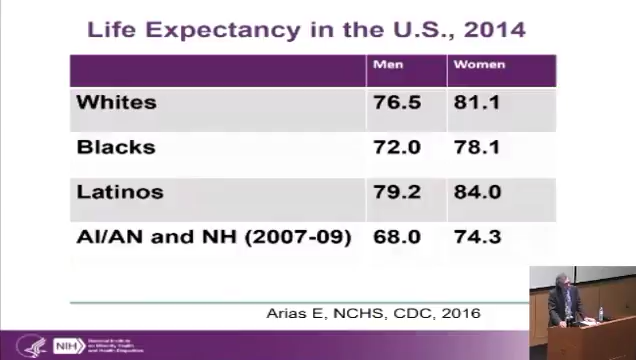 Life Expectancy in the U.S., 2014
Men Women
Whites 76.5 81.1
Blacks 72.0 78.1
Latinos 79.2 84.0
AI/AN and NH (2007-09) 68.0 74.3
Arias E, NCHS, CDC, 2016
NIH
National Institute
on Minority Health
and Health Disparities